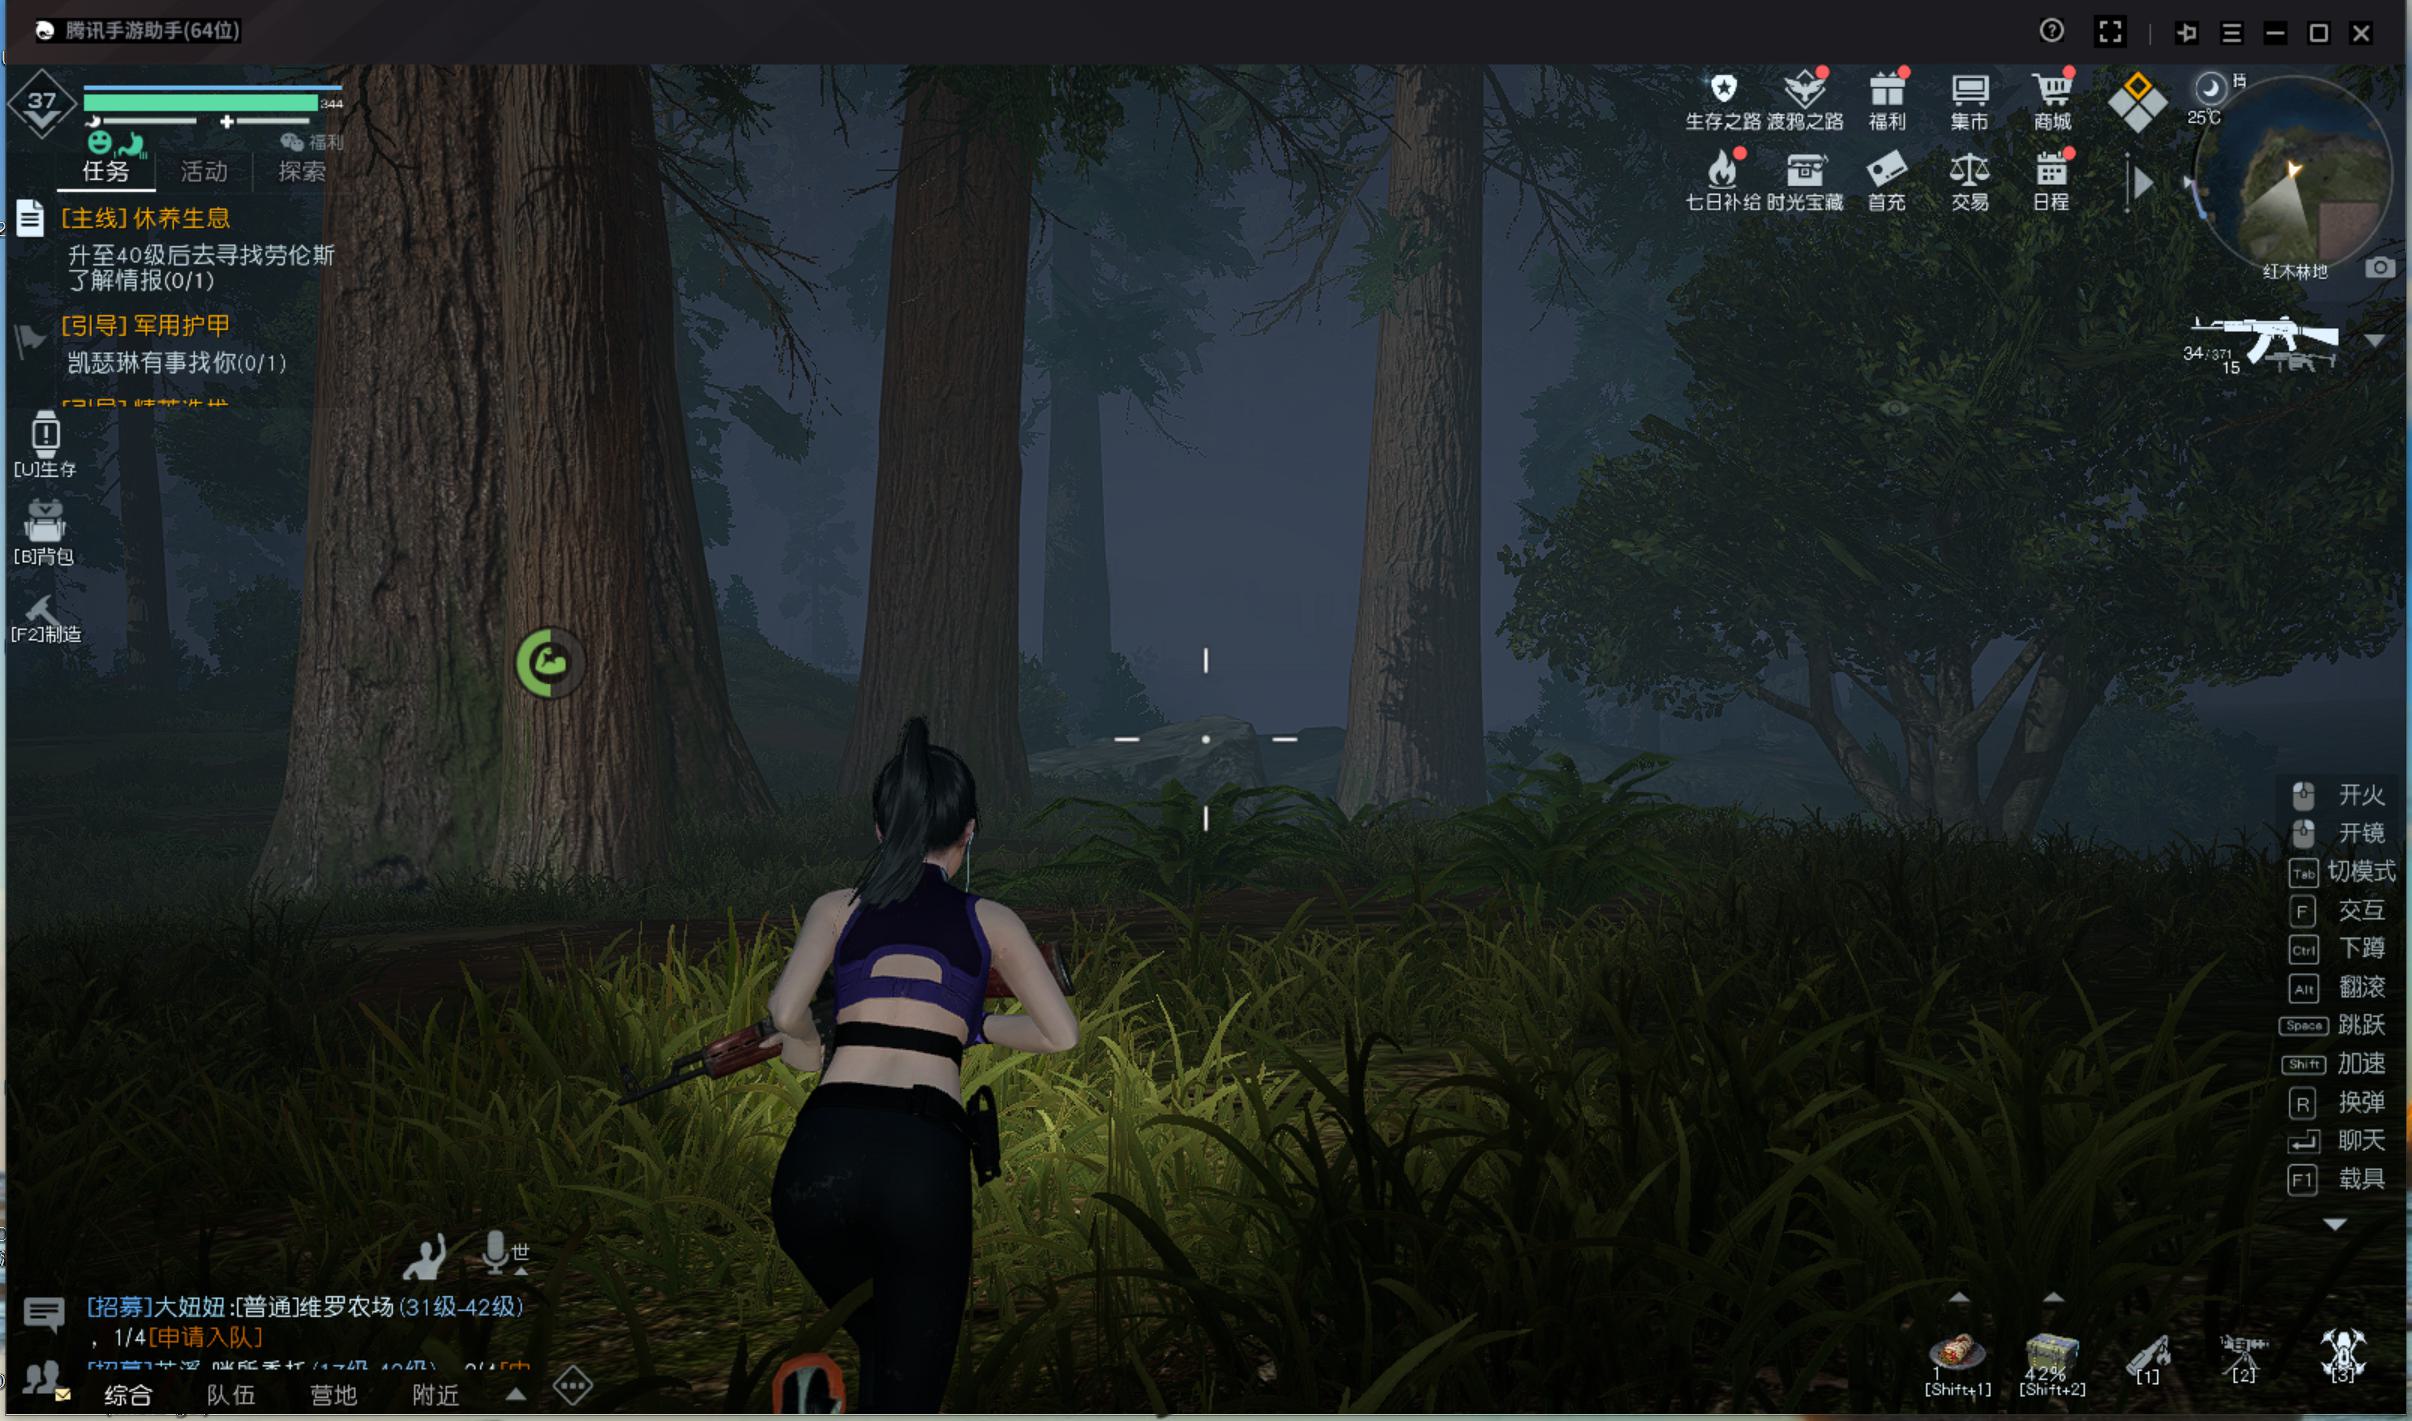 腾讯手游助手(64位)
37
344
福利
任务 活动 探索
[主线] 休养生息
升至40级后去寻找劳伦斯
了解情报(0/1)
[引导] 军用护甲
凯瑟琳有事找你(0/1)
[U]生存
[B]背包
[F2]制造
生存之路 渡鸦之路 福利 集市 商城
七日补给 时光宝藏 首充 交易 日程
25℃
红木林地
34/371
15
开火
开镜
Tab 切模式
F 交互
Ctrl 下蹲
Alt 翻滚
Space 跳跃
Shift 加速
R 换弹
聊天
F1 载具
世
[招募]大妞妞:[普通]维罗农场(31级-42级)
，1/4[申请入队]
综合 队伍 营地 附近
1 42%
[Shift+1] [Shift+2] [1] [2] [3]